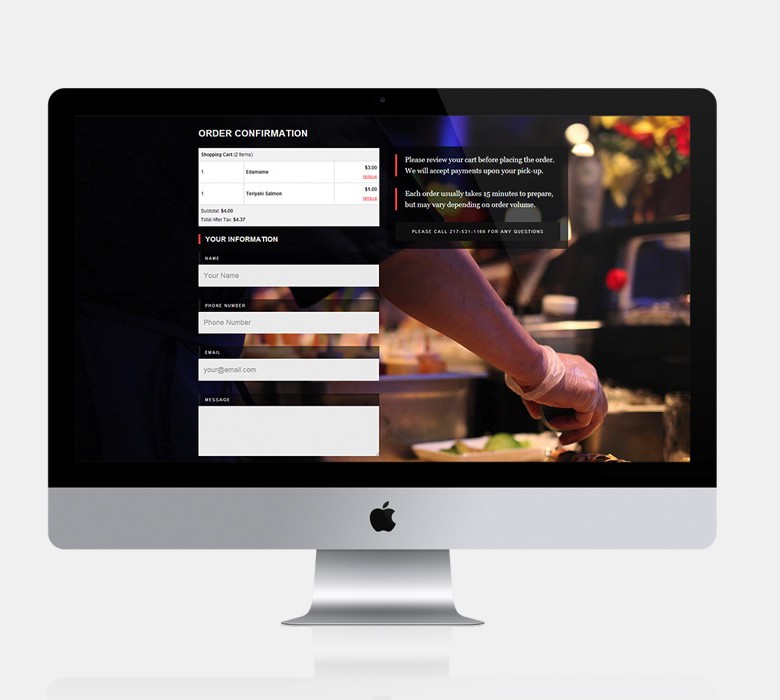 ORDER CONFIRMATION
Shopping Cart (2 Items)
1 Edamame $3.00
remove
1 Teriyaki Salmon $1.00
remove
Subtotal: $4.00
Total After Tax: $4.37
YOUR INFORMATION
NAME
Your Name
PHONE NUMBER
Phone Number
EMAIL
your@email.com
MESSAGE
Please review your cart before placing the order.
We will accept payments upon your pick-up.
Each order usually takes 15 minutes to prepare,
but may vary depending on order volume.
PLEASE CALL 217-531-1166 FOR ANY QUESTIONS